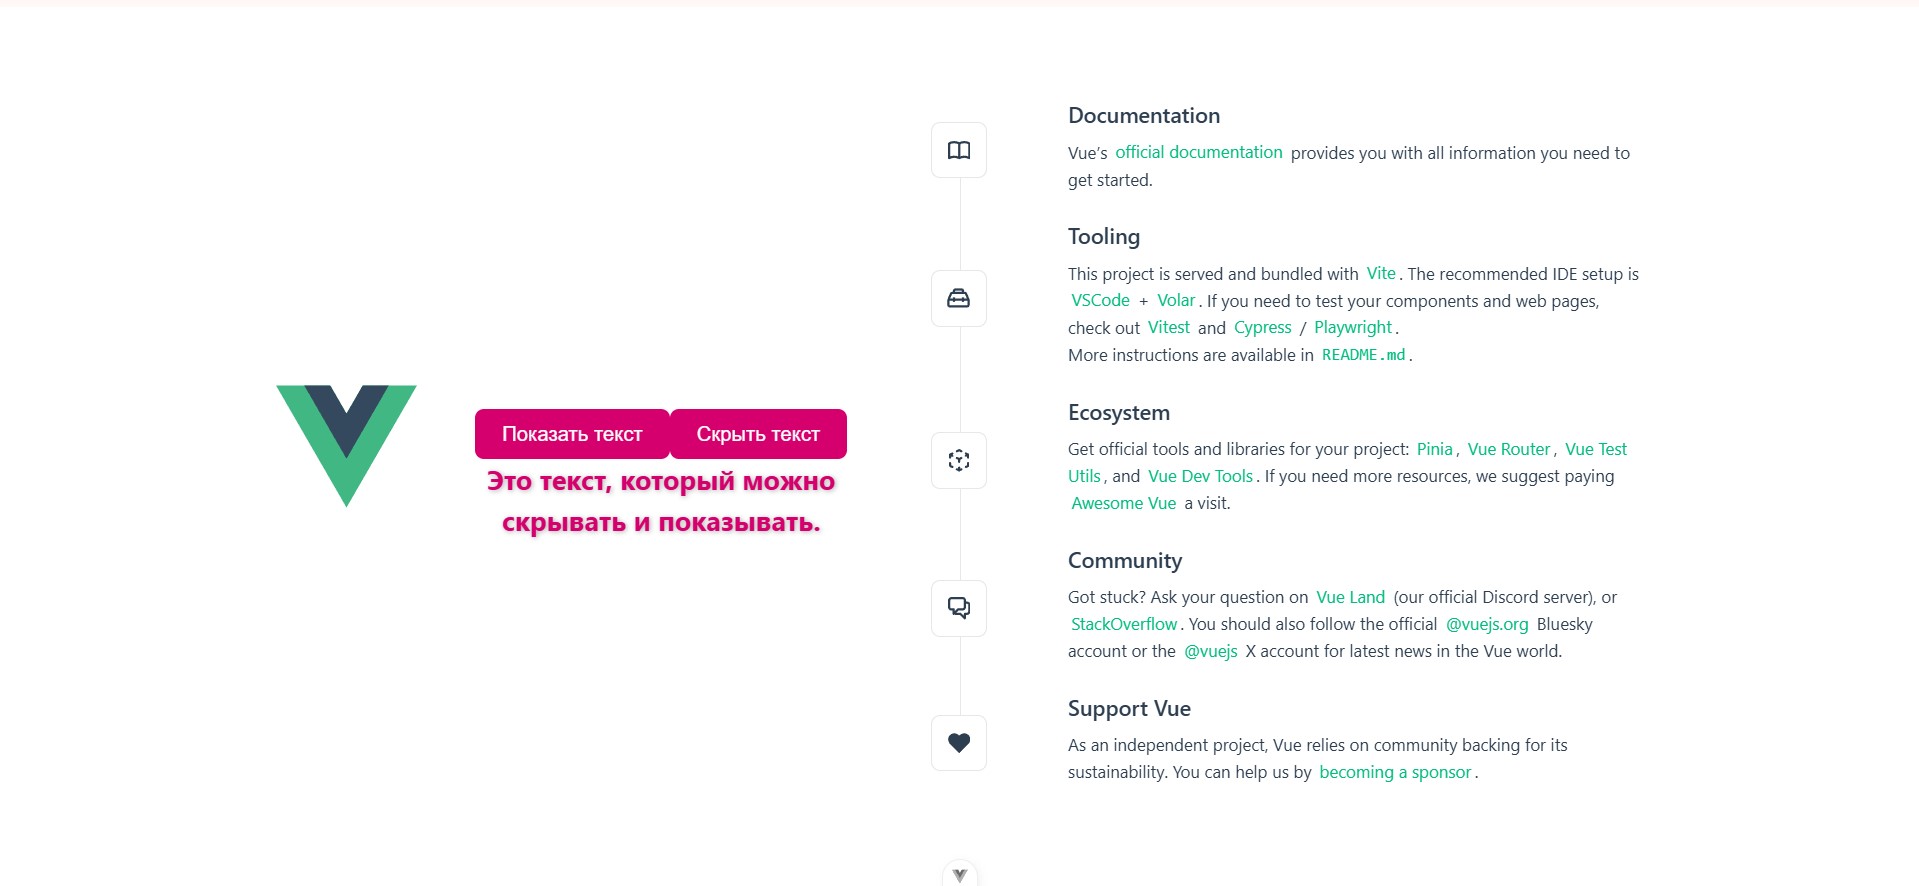 Показать текст
Скрыть текст
Это текст, который можно
скрывать и показывать.
Documentation
Vue’s official documentation provides you with all information you need to
get started.
Tooling
This project is served and bundled with Vite. The recommended IDE setup is
VSCode + Volar. If you need to test your components and web pages,
check out Vitest and Cypress / Playwright.
More instructions are available in README.md.
Ecosystem
Get official tools and libraries for your project: Pinia, Vue Router, Vue Test
Utils, and Vue Dev Tools. If you need more resources, we suggest paying
Awesome Vue a visit.
Community
Got stuck? Ask your question on Vue Land (our official Discord server), or
StackOverflow. You should also follow the official @vuejs.org Bluesky
account or the @vuejs X account for latest news in the Vue world.
Support Vue
As an independent project, Vue relies on community backing for its
sustainability. You can help us by becoming a sponsor.